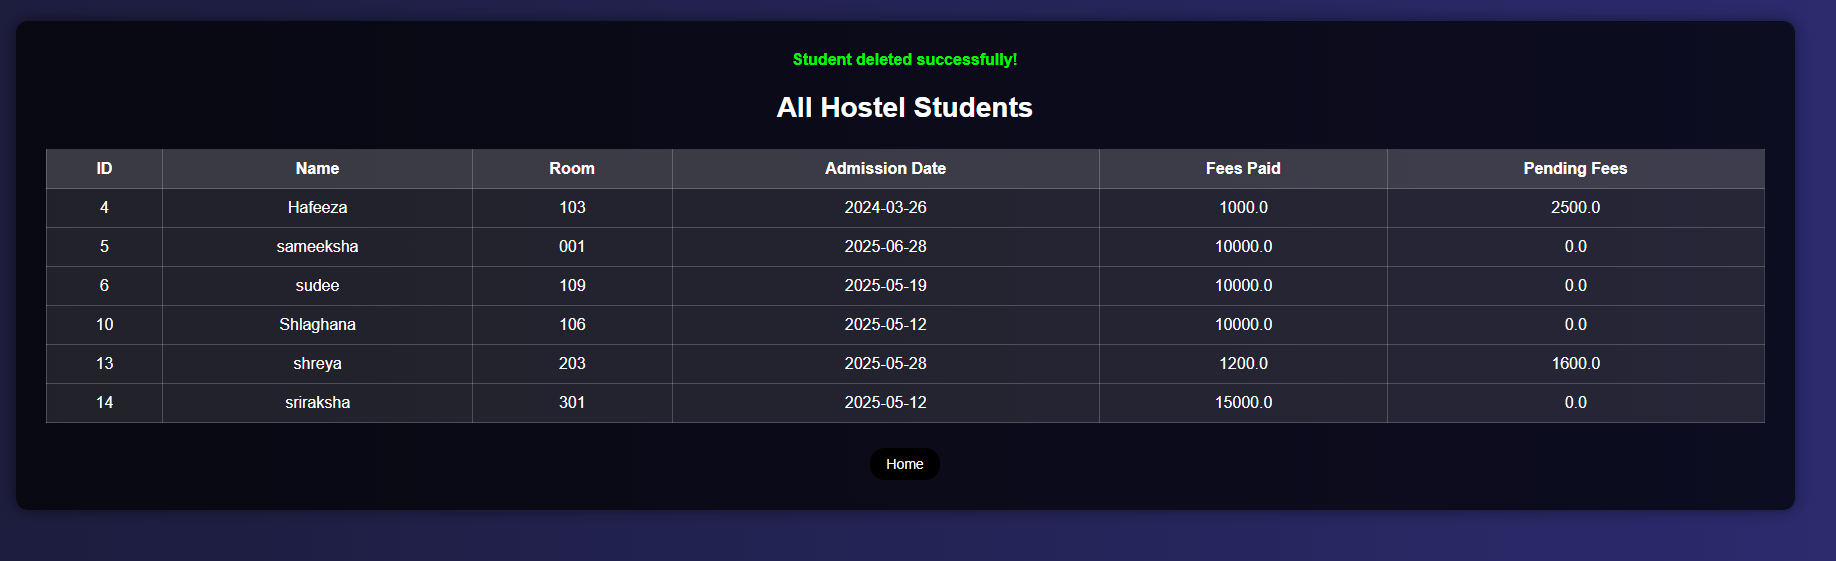 Student deleted successfully!
All Hostel Students
ID Name Room Admission Date Fees Paid Pending Fees
4 Hafeeza 103 2024-03-26 1000.0 2500.0
5 sameeksha 001 2025-06-28 10000.0 0.0
6 sudee 109 2025-05-19 10000.0 0.0
10 Shlaghana 106 2025-05-12 10000.0 0.0
13 shreya 203 2025-05-28 1200.0 1600.0
14 sriraksha 301 2025-05-12 15000.0 0.0
Home